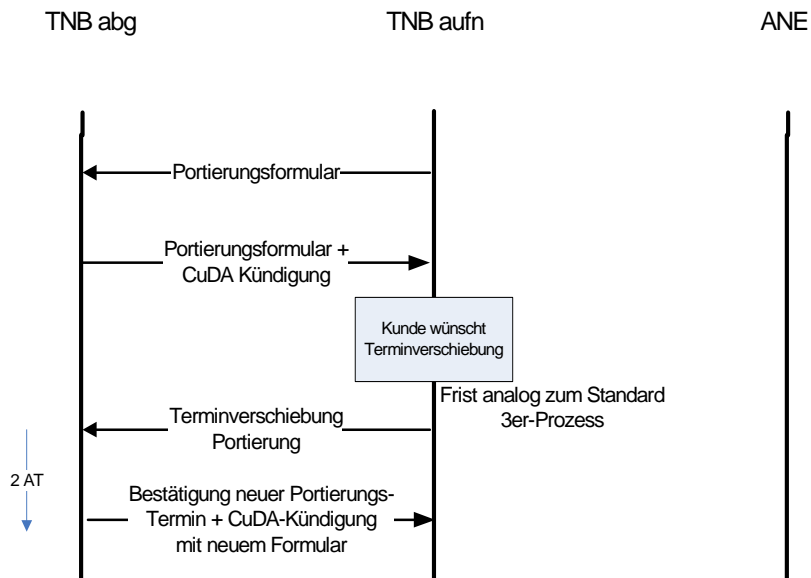 TNB abg
TNB aufn
ANE
Portierungsformular
Portierungsformular +
CuDA Kündigung
Kunde wünscht
Terminverschiebung
Frist analog zum Standard
3er-Prozess
Terminverschiebung
Portierung
2 AT
Bestätigung neuer Portierungs-
Termin + CuDA-Kündigung
mit neuem Formular